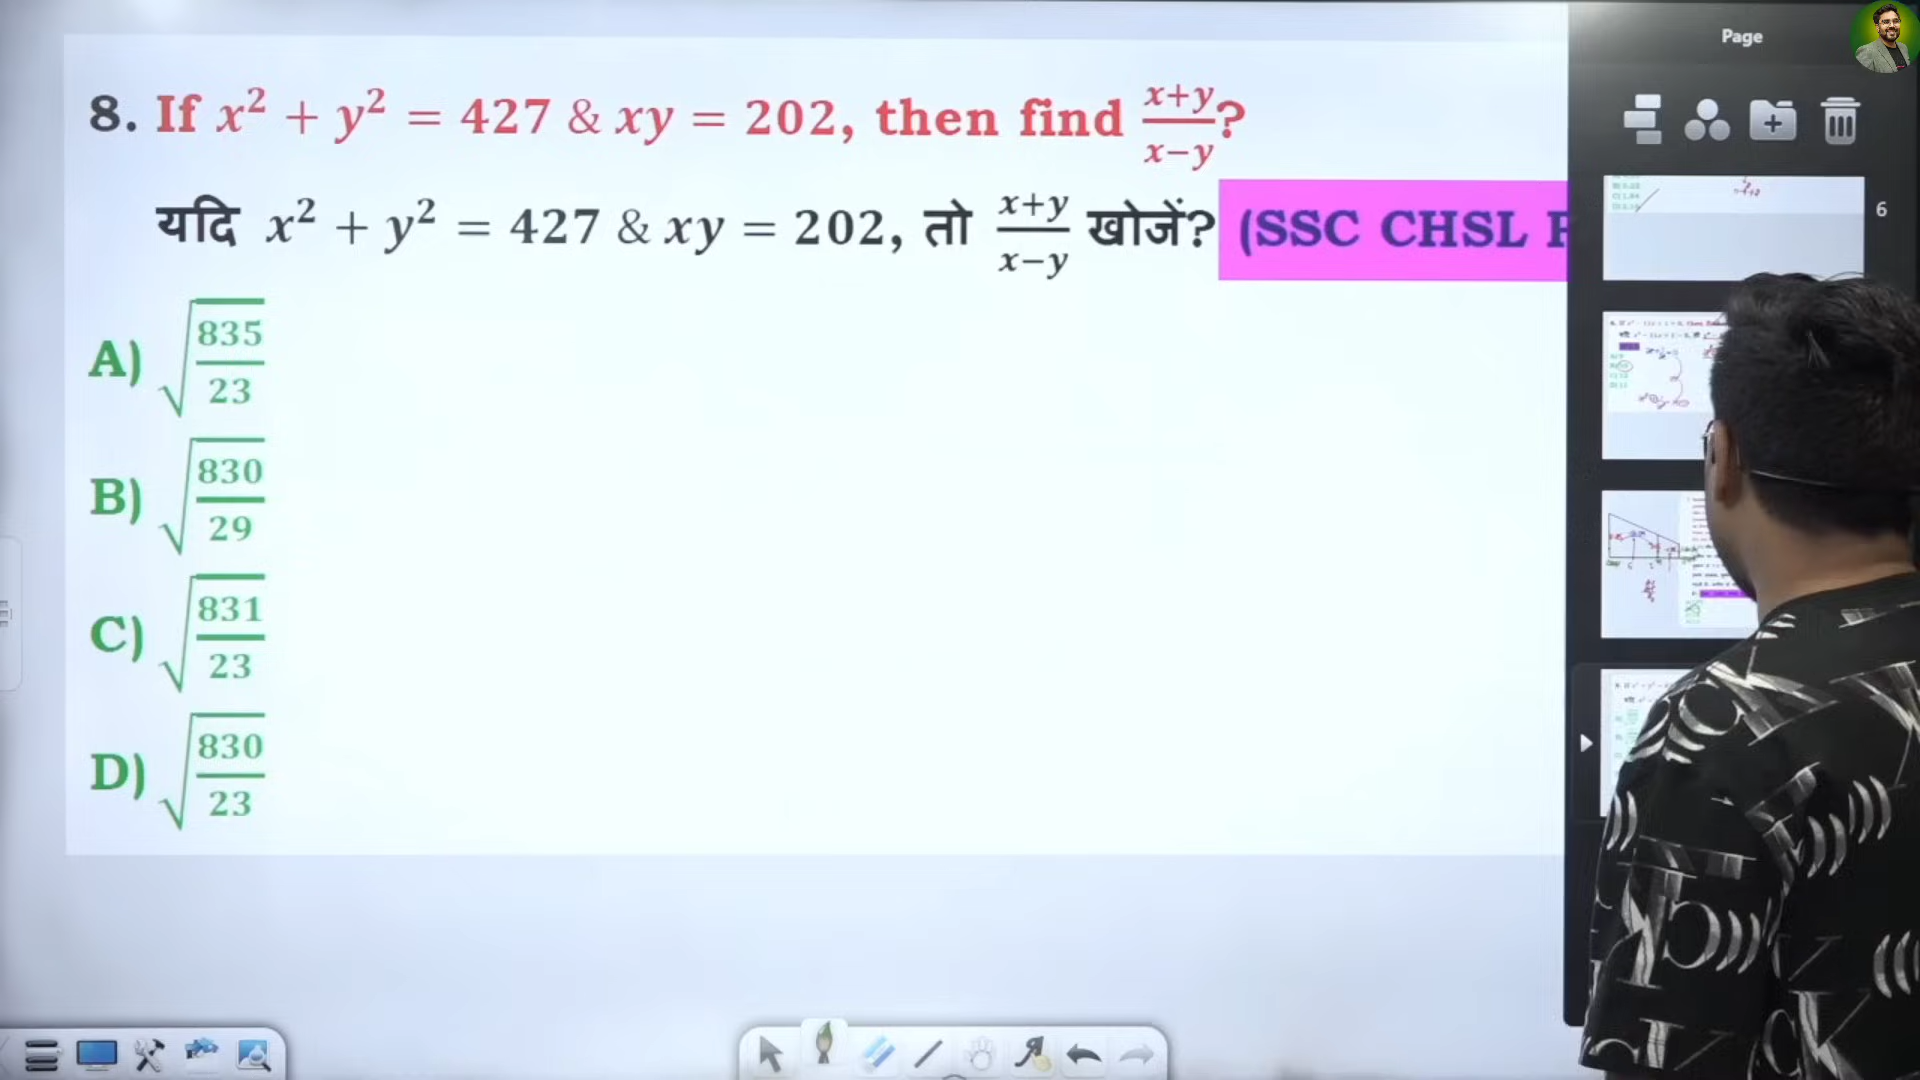 Page
8. If x² + y² = 427 & xy = 202, then find (x+y)/(x−y)?
यदि x² + y² = 427 & xy = 202, तो (x+y)/(x−y) खोजें? (SSC CHSL
A) √(835/23)
B) √(830/29)
C) √(831/23)
D) √(830/23)
6